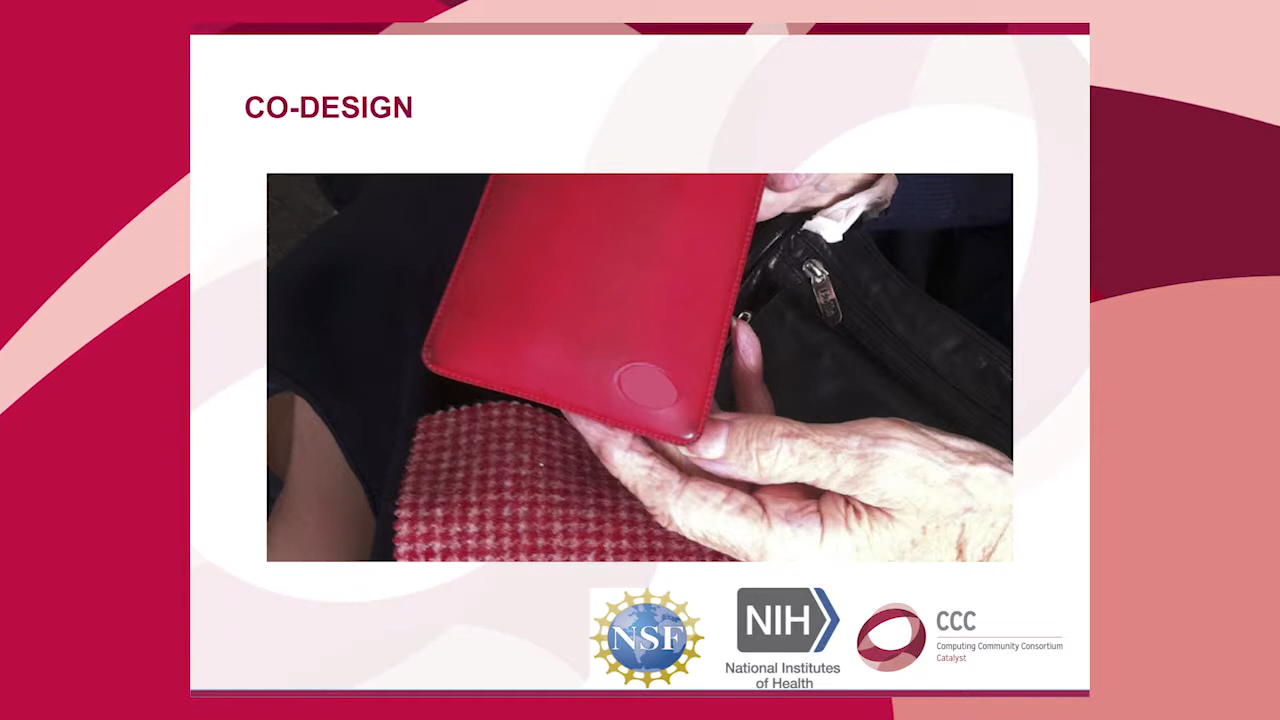 CO-DESIGN
NSF
NIH
National Institutes
of Health
CCC
Computing Community Consortium
Catalyst